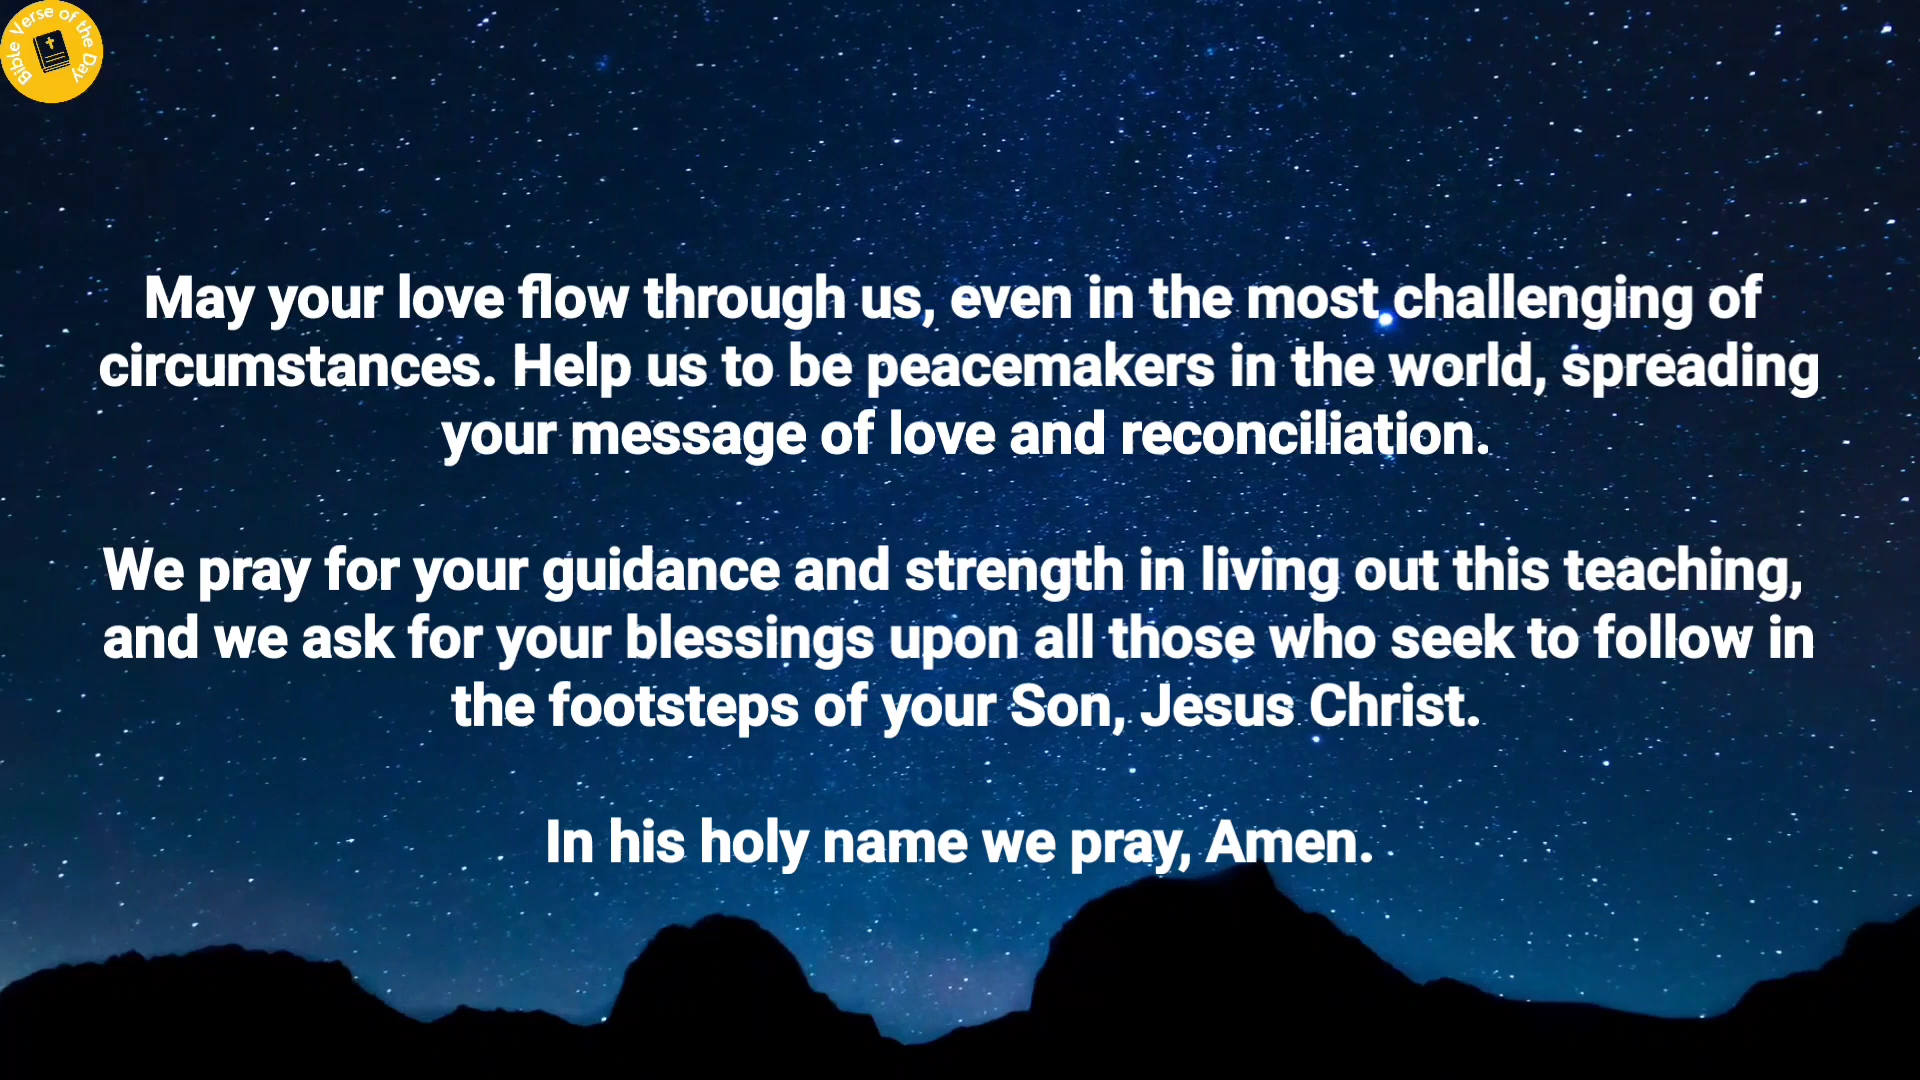 Bible Verse of the Day
May your love flow through us, even in the most challenging of
circumstances. Help us to be peacemakers in the world, spreading
your message of love and reconciliation.
We pray for your guidance and strength in living out this teaching,
and we ask for your blessings upon all those who seek to follow in
the footsteps of your Son, Jesus Christ.
In his holy name we pray, Amen.